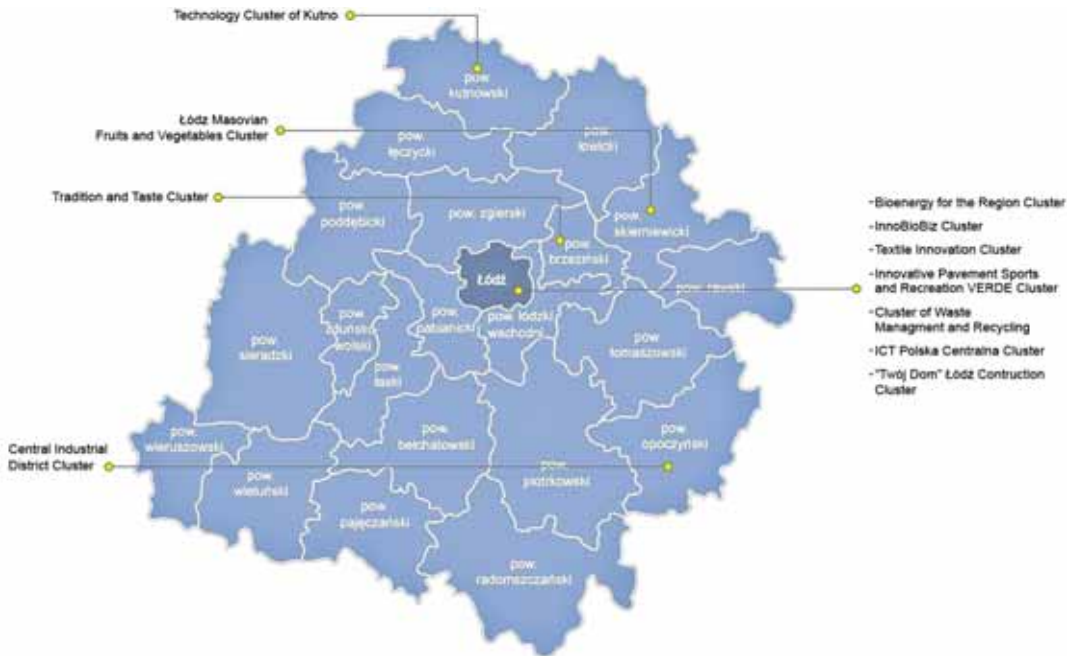 Technology Cluster of Kutno
pow.
kutnowski
Łódz Masovian
Fruits and Vegetables Cluster
pow.
łęczycki
pow.
łowicki
Tradition and Taste Cluster
pow.
poddębicki
pow. zgierski
pow.
brzeziński
pow.
skierniewicki
pow. rawski
Łódź
-Bioenergy for the Region Cluster
-InnoBioBiz Cluster
-Textile Innovation Cluster
-Innovative Pavement Sports
and Recreation VERDE Cluster
-Cluster of Waste
Managment and Recycling
-ICT Polska Centralna Cluster
-"Twój Dom" Łódź Contruction
Cluster
pow.
sieradzki
pow.
zduńsko
wolski
pow.
łaski
pow.
pabianicki
pow. łódzki
wschodni
pow.
tomaszowski
Central Industrial
District Cluster
pow.
wieruszowski
pow.
wieluński
pow.
bełchatowski
pow.
piotrkowski
pow.
opoczyński
pow.
pajęczański
pow.
radomszczański